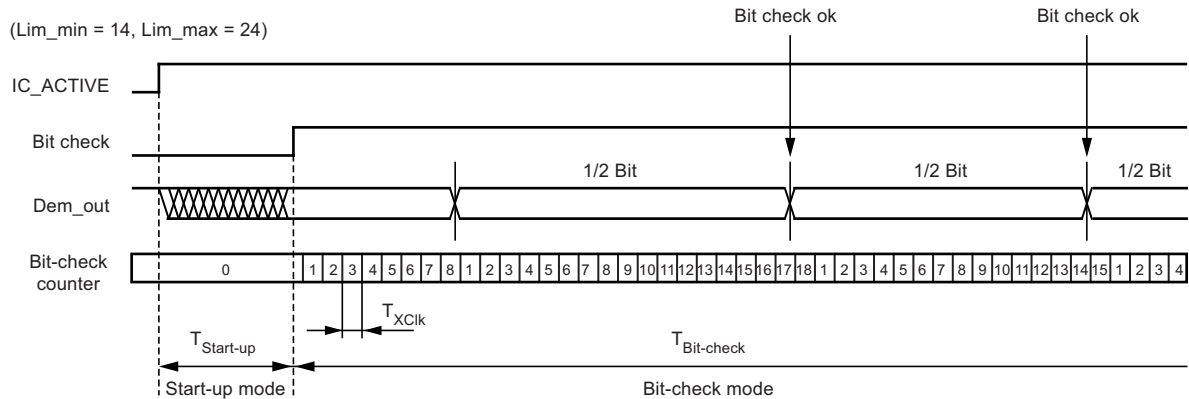 Bit check ok Bit check ok
(Lim_min = 14, Lim_max = 24)
IC_ACTIVE
Bit check
1/2 Bit 1/2 Bit 1/2 Bit
Dem_out
Bit-check
counter
0 1 2 3 4 5 6 7 8 1 2 3 4 5 6 7 8 9 10 11 12 13 14 15 16 17 18 1 2 3 4 5 6 7 8 9 10 11 12 13 14 15 1 2 3 4
TXClk
TStart-up TBit-check
Start-up mode Bit-check mode